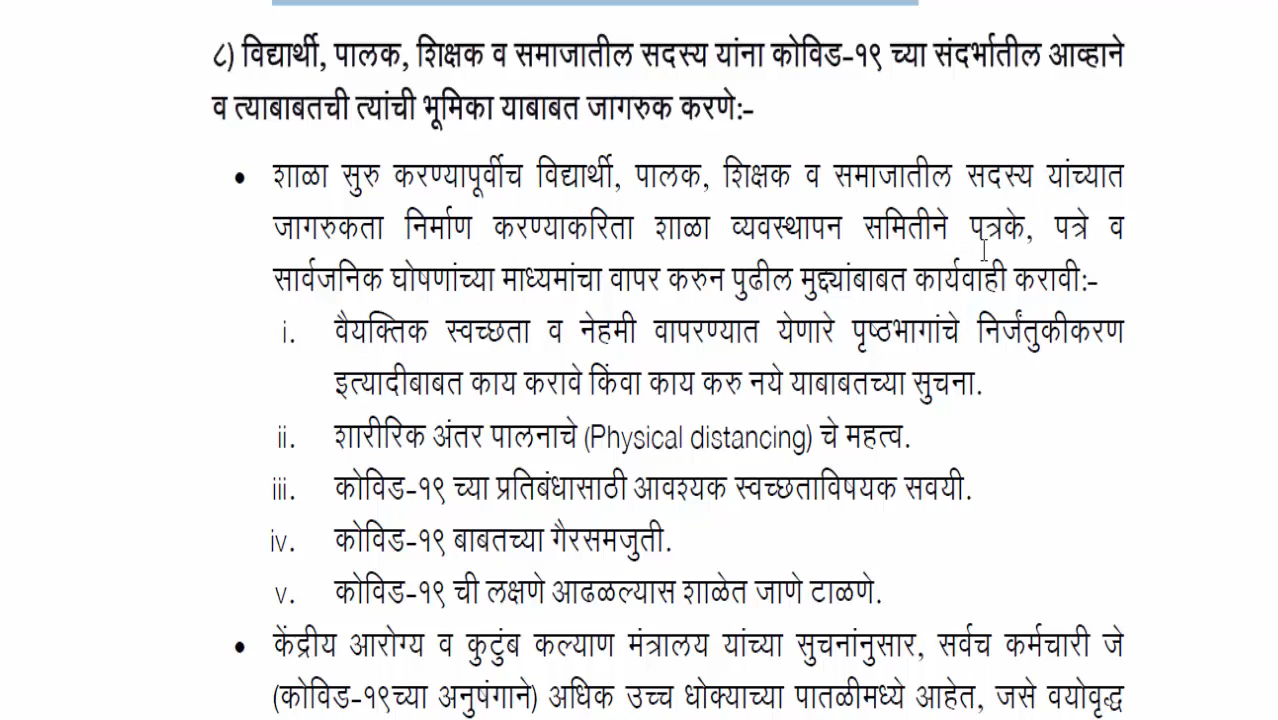 ८) विद्यार्थी, पालक, शिक्षक व समाजातील सदस्य यांना कोविड-१९ च्या संदर्भातील आव्हाने
व त्याबाबतची त्यांची भूमिका याबाबत जागरुक करणे:-
• शाळा सुरु करण्यापूर्वीच विद्यार्थी, पालक, शिक्षक व समाजातील सदस्य यांच्यात
जागरुकता निर्माण करण्याकरिता शाळा व्यवस्थापन समितीने पत्रके, पत्रे व
सार्वजनिक घोषणांच्या माध्यमांचा वापर करुन पुढील मुद्द्यांबाबत कार्यवाही करावी:-
i. वैयक्तिक स्वच्छता व नेहमी वापरण्यात येणारे पृष्ठभागांचे निर्जंतुकीकरण
इत्यादीबाबत काय करावे किंवा काय करु नये याबाबतच्या सुचना.
ii. शारीरिक अंतर पालनाचे (Physical distancing) चे महत्व.
iii. कोविड-१९ च्या प्रतिबंधासाठी आवश्यक स्वच्छताविषयक सवयी.
iv. कोविड-१९ बाबतच्या गैरसमजुती.
v. कोविड-१९ ची लक्षणे आढळल्यास शाळेत जाणे टाळणे.
• केंद्रीय आरोग्य व कुटुंब कल्याण मंत्रालय यांच्या सुचनांनुसार, सर्वच कर्मचारी जे
(कोविड-१९च्या अनुषंगाने) अधिक उच्च धोक्याच्या पातळीमध्ये आहेत, जसे वयोवृद्ध